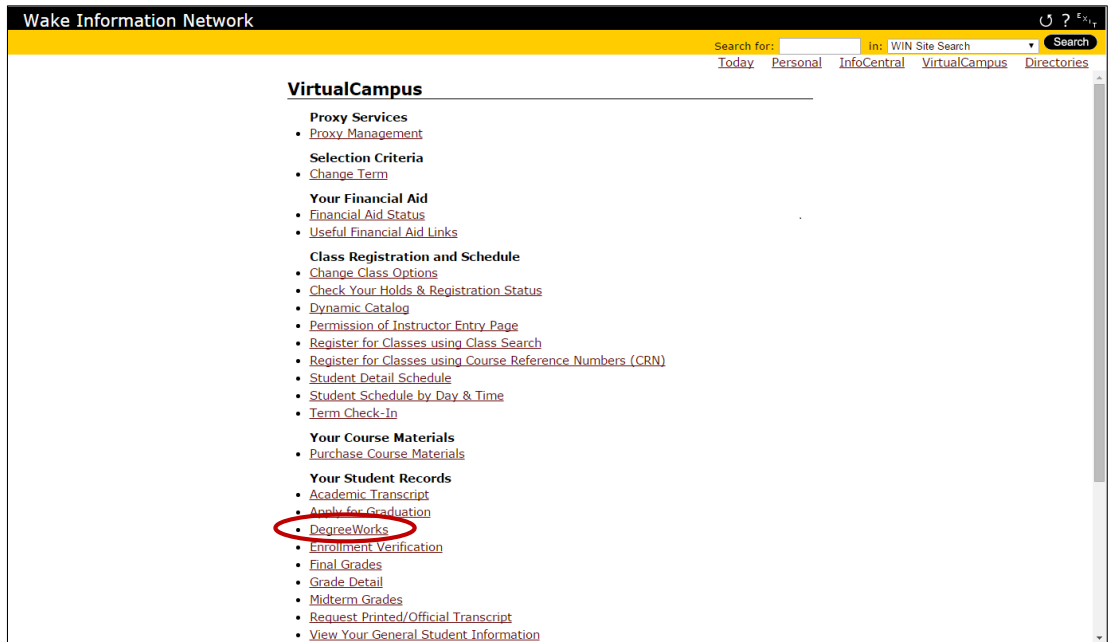 Wake Information Network
? EXIT
Search for: in: WIN Site Search Search
Today Personal InfoCentral VirtualCampus Directories
VirtualCampus
Proxy Services
Proxy Management
Selection Criteria
Change Term
Your Financial Aid
Financial Aid Status
Useful Financial Aid Links
Class Registration and Schedule
Change Class Options
Check Your Holds & Registration Status
Dynamic Catalog
Permission of Instructor Entry Page
Register for Classes using Class Search
Register for Classes using Course Reference Numbers (CRN)
Student Detail Schedule
Student Schedule by Day & Time
Term Check-In
Your Course Materials
Purchase Course Materials
Your Student Records
Academic Transcript
Apply for Graduation
DegreeWorks
Enrollment Verification
Final Grades
Grade Detail
Midterm Grades
Request Printed/Official Transcript
View Your General Student Information